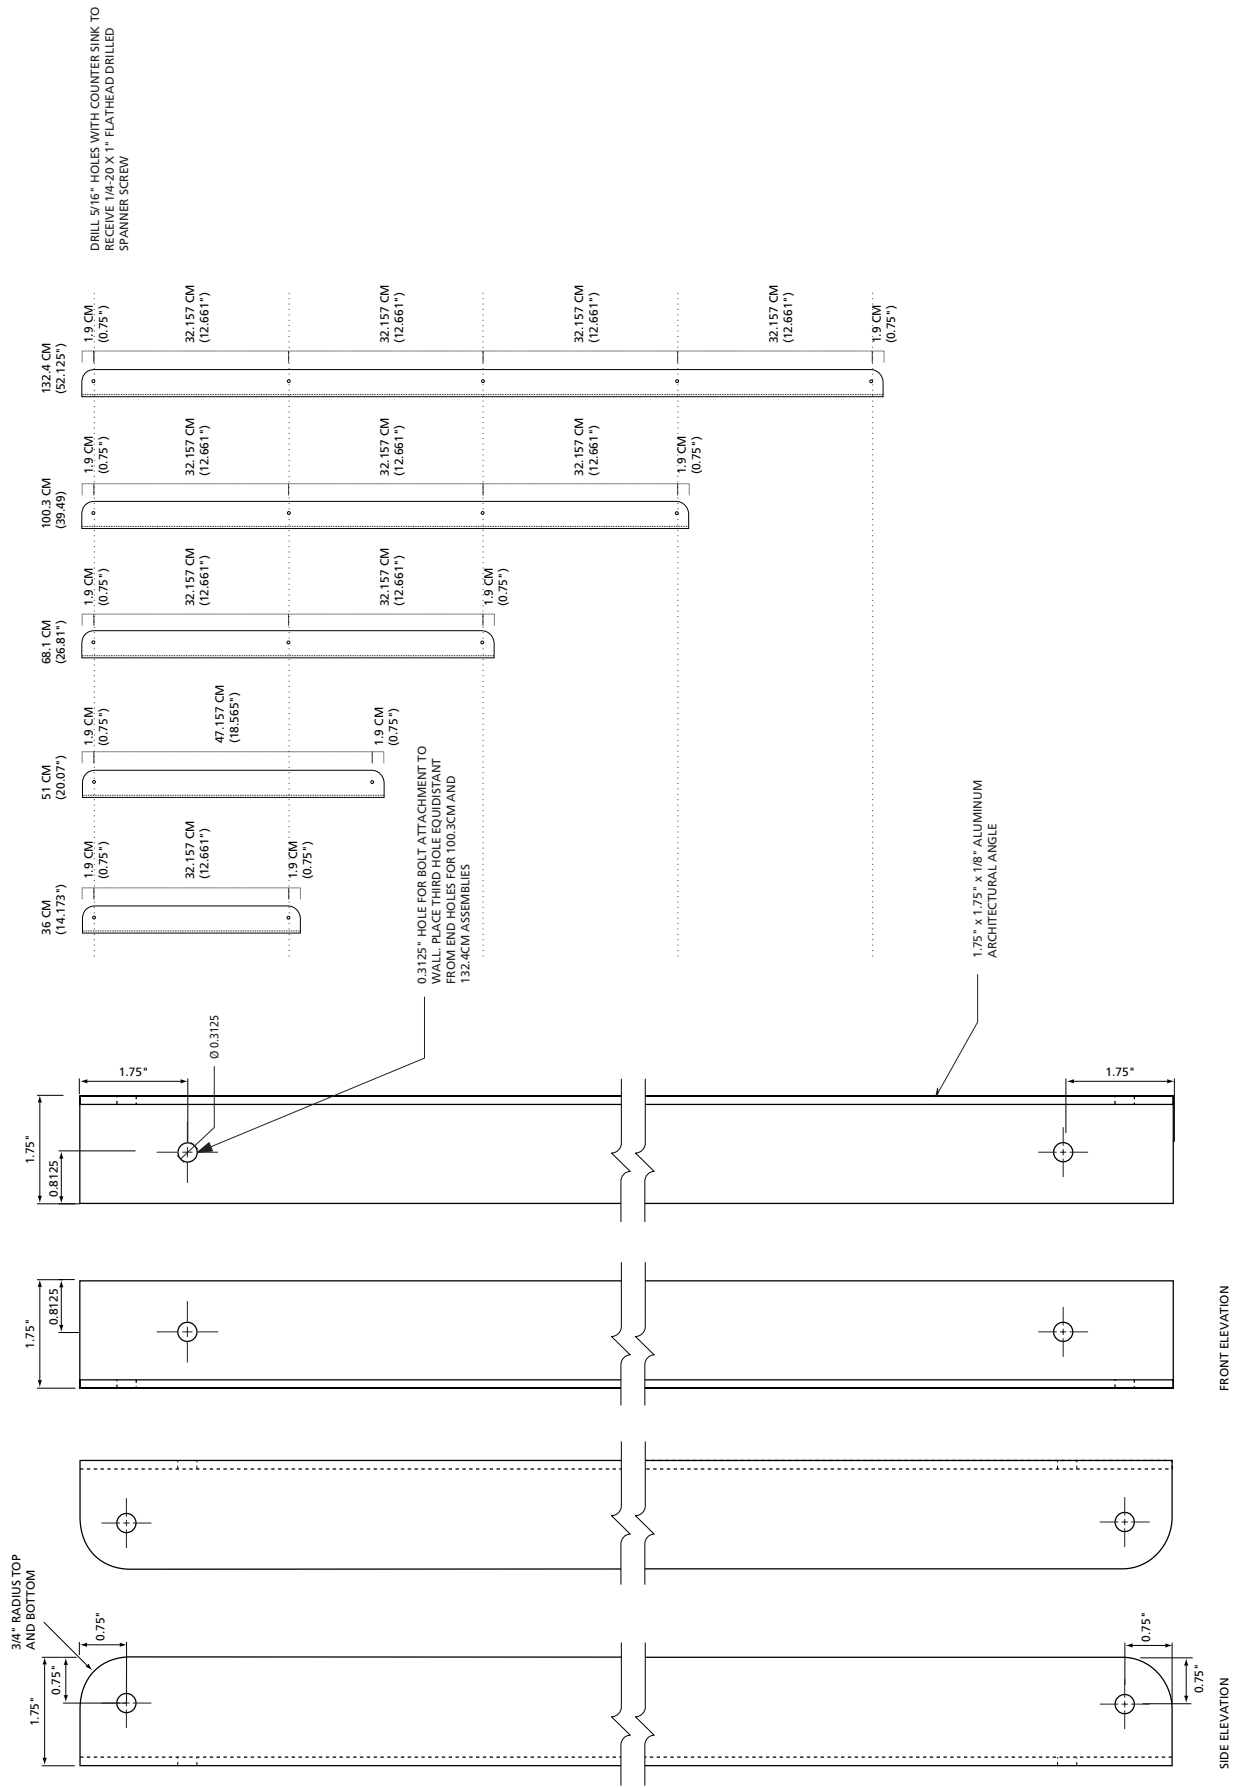 DRILL 5/16" HOLES WITH COUNTER SINK TO
RECEIVE 1/4-20 X 1" FLATHEAD DRILLED
SPANNER SCREW
36 CM
(14.173")
1.9 CM
(0.75")
32.157 CM
(12.661")
1.9 CM
(0.75")
51 CM
(20.07")
1.9 CM
(0.75")
47.157 CM
(18.565")
1.9 CM
(0.75")
68.1 CM
(26.81")
1.9 CM
(0.75")
32.157 CM
(12.661")
32.157 CM
(12.661")
1.9 CM
(0.75")
100.3 CM
(39.49)
1.9 CM
(0.75")
32.157 CM
(12.661")
32.157 CM
(12.661")
32.157 CM
(12.661")
1.9 CM
(0.75")
132.4 CM
(52.125")
1.9 CM
(0.75")
32.157 CM
(12.661")
32.157 CM
(12.661")
32.157 CM
(12.661")
32.157 CM
(12.661")
1.9 CM
(0.75")
0.3125" HOLE FOR BOLT ATTACHMENT TO
WALL. PLACE THIRD HOLE EQUIDISTANT
FROM END HOLES FOR 100.3CM AND
132.4CM ASSEMBLIES
1.75" x 1.75" x 1/8" ALUMINUM
ARCHITECTURAL ANGLE
Ø 0.3125
1.75"
1.75"
1.75"
0.8125
1.75"
0.8125
FRONT ELEVATION
3/4" RADIUS TOP
AND BOTTOM
1.75"
0.75"
0.75"
0.75"
0.75"
SIDE ELEVATION